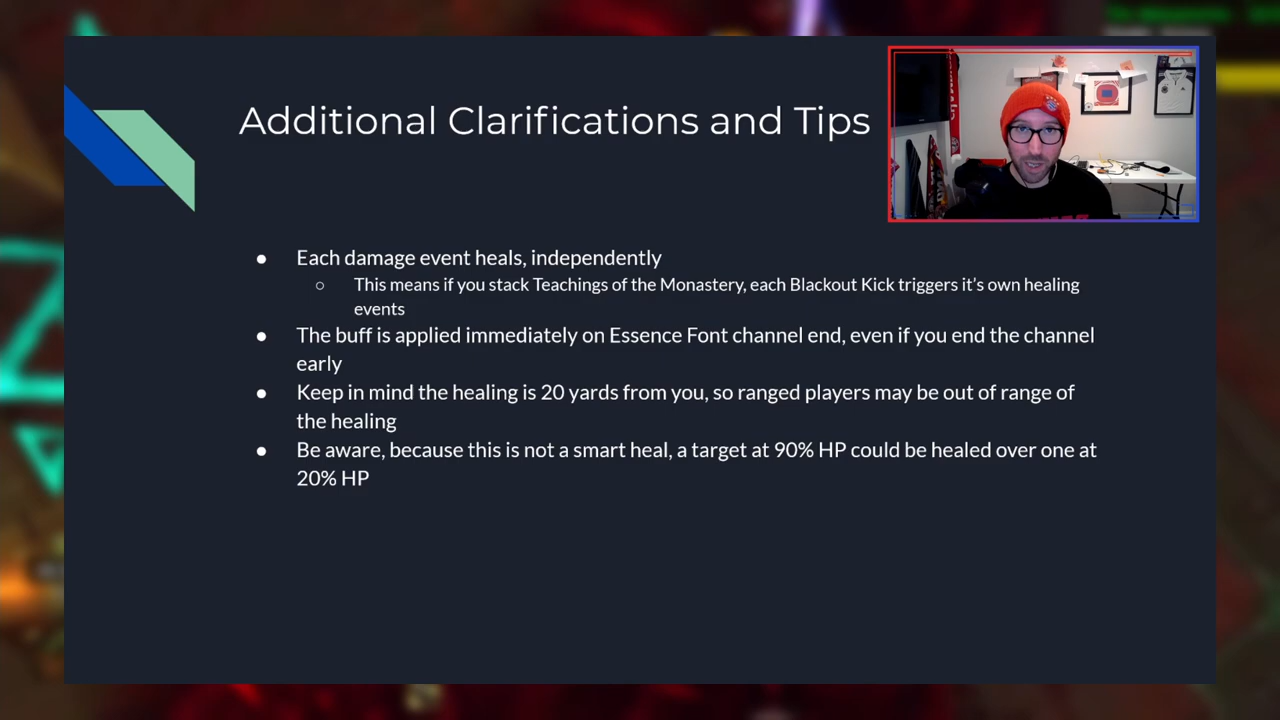 Additional Clarifications and Tips
● Each damage event heals, independently
○ This means if you stack Teachings of the Monastery, each Blackout Kick triggers it's own healing
events
● The buff is applied immediately on Essence Font channel end, even if you end the channel
early
● Keep in mind the healing is 20 yards from you, so ranged players may be out of range of
the healing
● Be aware, because this is not a smart heal, a target at 90% HP could be healed over one at
20% HP